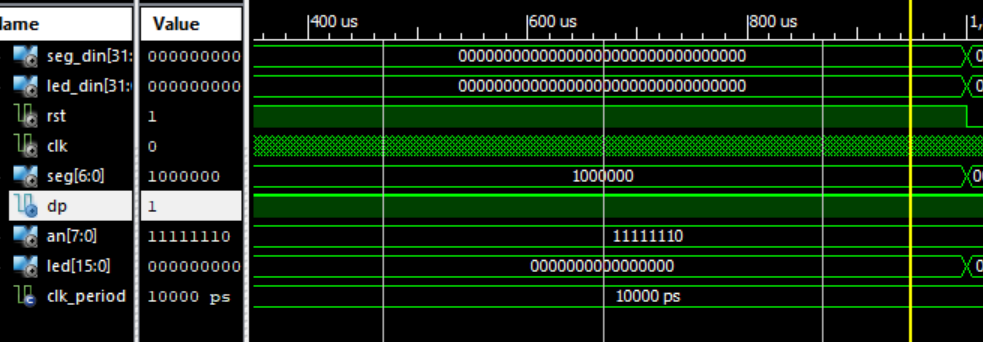 lame Value 400 us 600 us 800 us 1,
seg_din[31: 000000000 00000000000000000000000000000000 0
led_din[31:( 000000000 00000000000000000000000000000000 0
rst 1
clk 0
seg[6:0] 1000000 1000000 00
dp 1
an[7:0] 11111110 11111110
led[15:0] 000000000 0000000000000000 0
clk_period 10000 ps 10000 ps